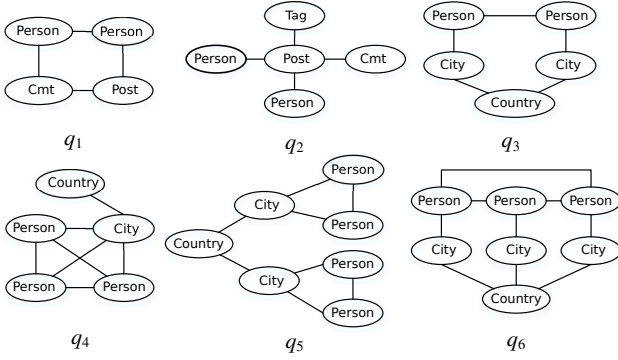 Person Person
Cmt Post
q1
Tag
Person Post Cmt
Person
q2
Person Person
City City
Country
q3
Country
Person City
Person Person
q4
Person
City
Person
Country
Person
City
Person
q5
Person Person Person
City City City
Country
q6